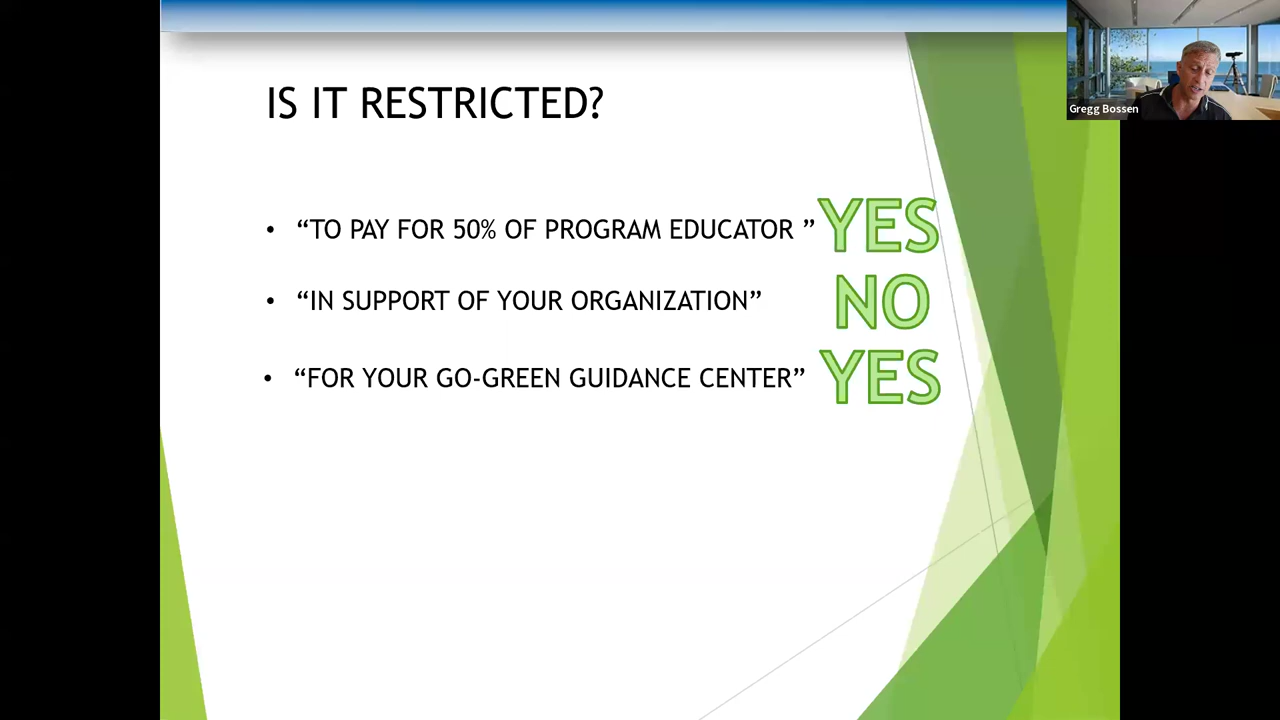 IS IT RESTRICTED?
Gregg Bossen
• “TO PAY FOR 50% OF PROGRAM EDUCATOR ” YES
• “IN SUPPORT OF YOUR ORGANIZATION” NO
• “FOR YOUR GO-GREEN GUIDANCE CENTER” YES